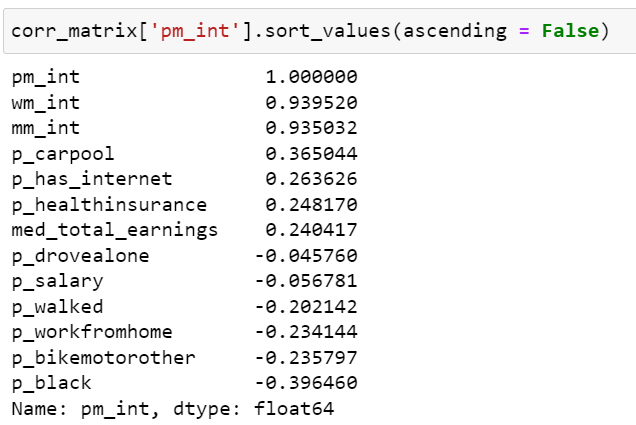 corr_matrix['pm_int'].sort_values(ascending = False)
pm_int 1.000000
wm_int 0.939520
mm_int 0.935032
p_carpool 0.365044
p_has_internet 0.263626
p_healthinsurance 0.248170
med_total_earnings 0.240417
p_drovealone -0.045760
p_salary -0.056781
p_walked -0.202142
p_workfromhome -0.234144
p_bikemotorother -0.235797
p_black -0.396460
Name: pm_int, dtype: float64